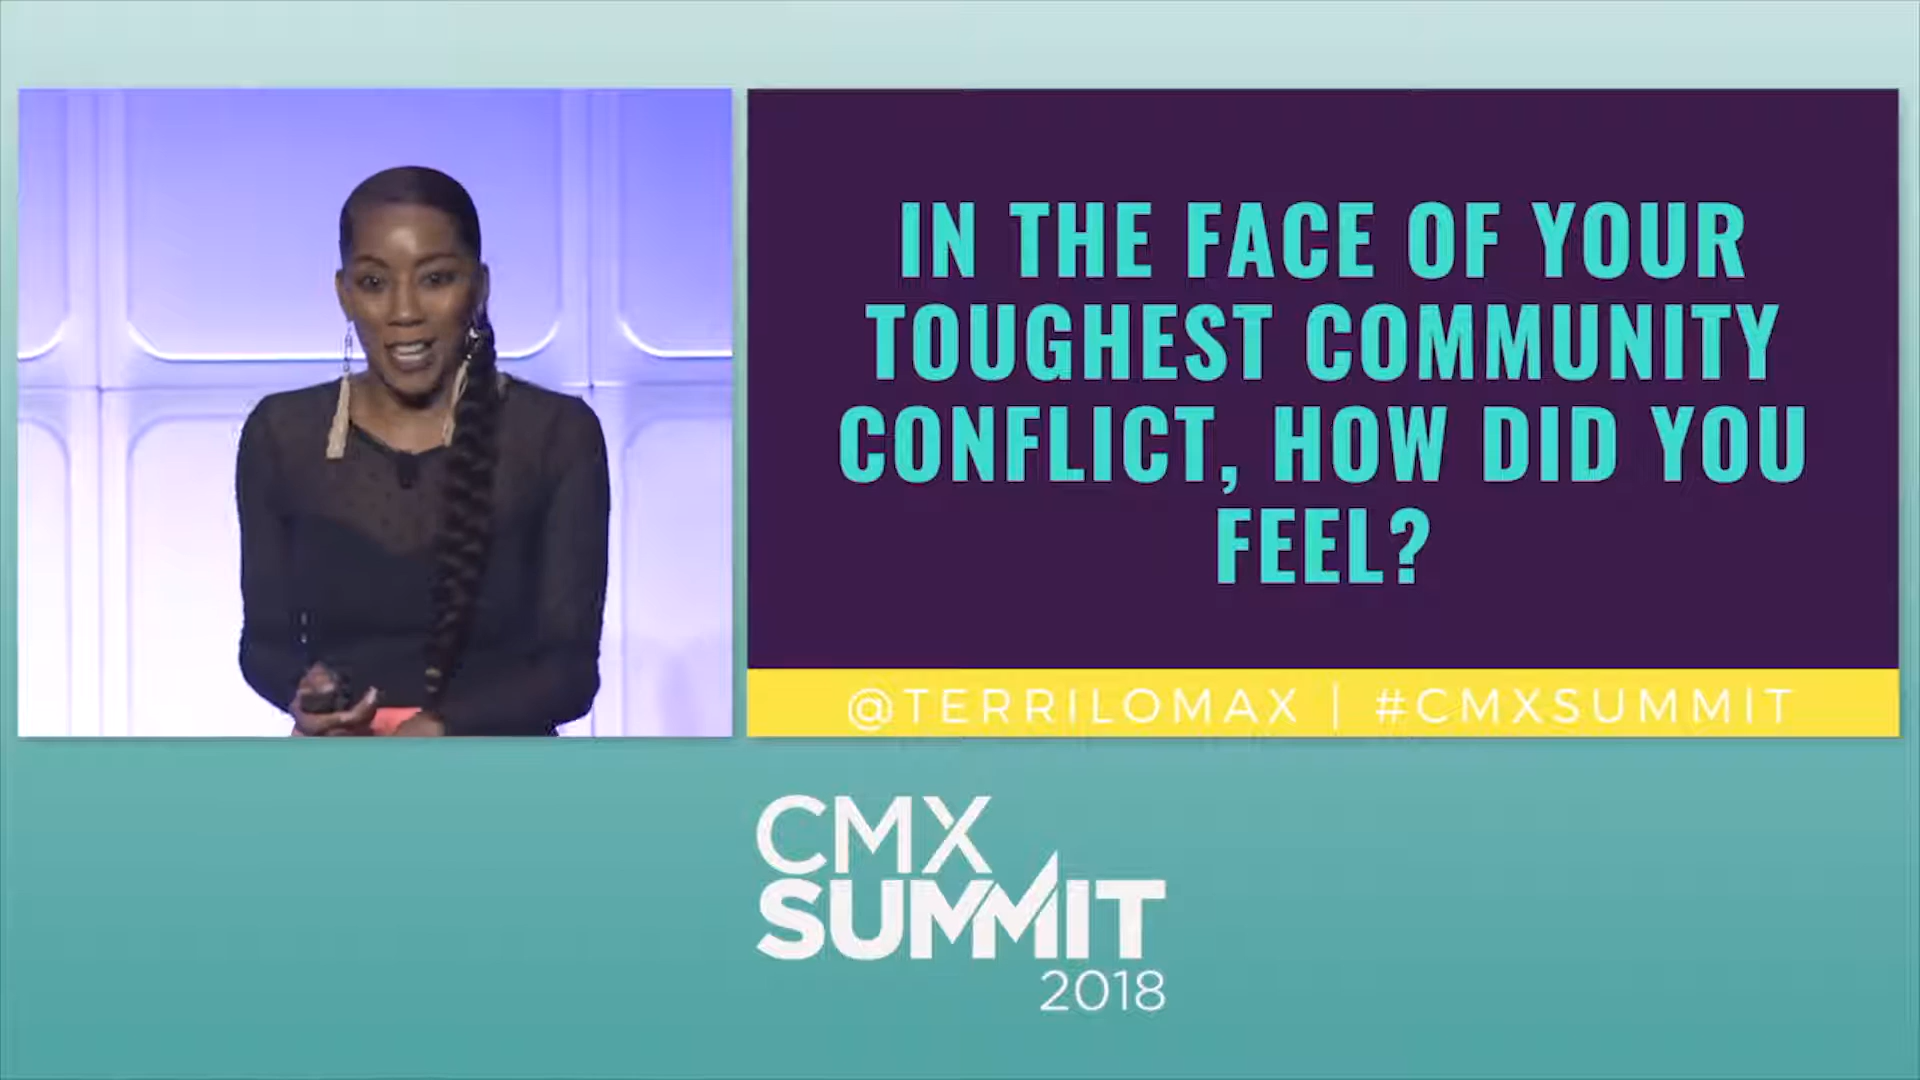 IN THE FACE OF YOUR
TOUGHEST COMMUNITY
CONFLICT, HOW DID YOU
FEEL?
@TERRILOMAX | #CMXSUMMIT
CMX
SUMMIT
2018